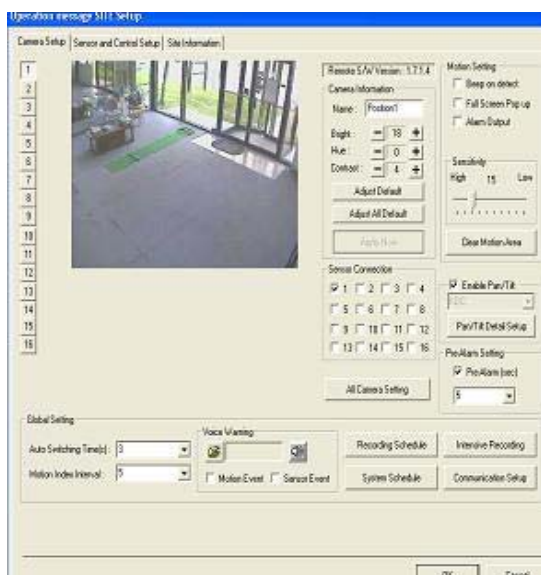 Operation message SITE Setup
Camera Setup
Sensor and Control Setup
Site Information
1
2
3
4
5
6
7
8
9
10
11
12
13
14
15
16
Remote S/W Version: 1.7.1.4
Camera Information
Name : Position1
Bright : 18
Hue : 0
Contrast : 4
Adjust Default
Adjust All Default
Apply Now
Sensor Connection
1 2 3 4
5 6 7 8
9 10 11 12
13 14 15 16
All Camera Setting
Motion Setting
Beep on detect
Full Screen Pop up
Alarm Output
Sensitivity
High 15 Low
Clear Motion Area
Enable Pan/Tilt
Pan/Tilt Detail Setup
Pre-Alarm Setting
Pre-Alarm (sec)
5
Global Setting
Auto Switching Time(s) : 3
Motion Index Interval : 5
Voice Warning
Motion Event Sensor Event
Recording Schedule
Intensive Recording
System Schedule
Communication Setup